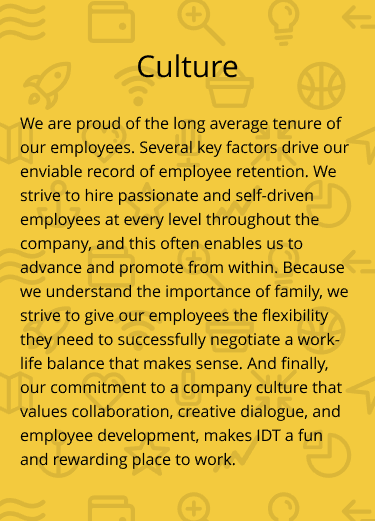 Culture
We are proud of the long average tenure of
our employees. Several key factors drive our
enviable record of employee retention. We
strive to hire passionate and self-driven
employees at every level throughout the
company, and this often enables us to
advance and promote from within. Because
we understand the importance of family, we
strive to give our employees the flexibility
they need to successfully negotiate a work-
life balance that makes sense. And finally,
our commitment to a company culture that
values collaboration, creative dialogue, and
employee development, makes IDT a fun
and rewarding place to work.